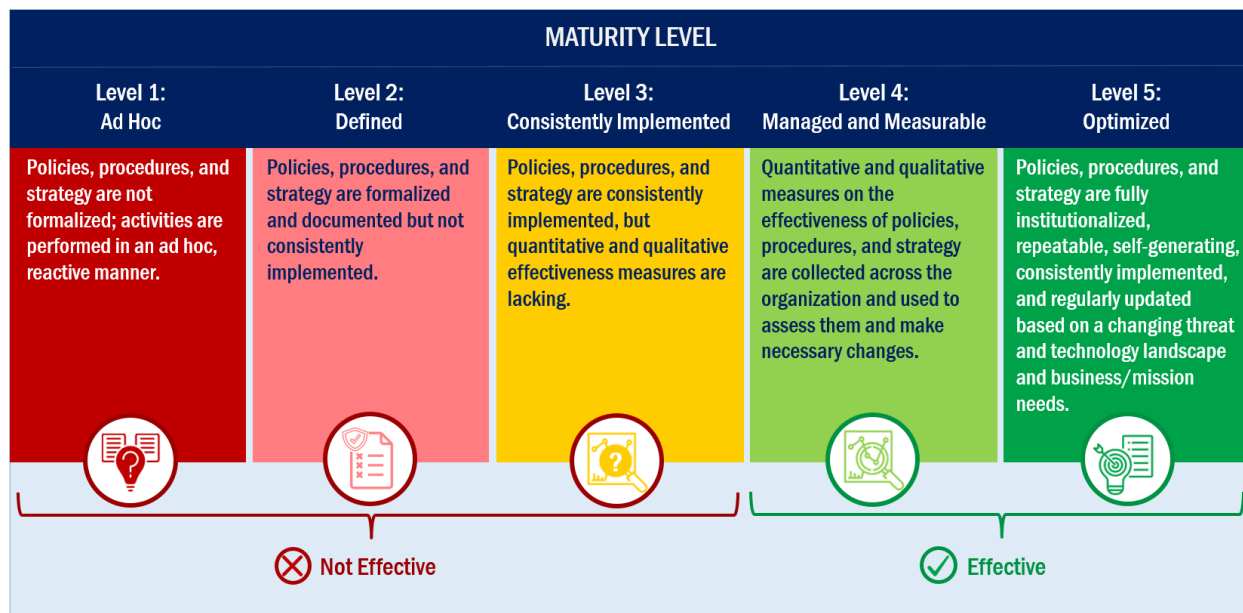 MATURITY LEVEL
Level 1:
Ad Hoc
Level 2:
Defined
Level 3:
Consistently Implemented
Level 4:
Managed and Measurable
Level 5:
Optimized
Policies, procedures, and
strategy are not
formalized; activities are
performed in an ad hoc,
reactive manner.
Policies, procedures, and
strategy are formalized
and documented but not
consistently
implemented.
Policies, procedures, and
strategy are consistently
implemented, but
quantitative and qualitative
effectiveness measures are
lacking.
Quantitative and qualitative
measures on the
effectiveness of policies,
procedures, and strategy
are collected across the
organization and used to
assess them and make
necessary changes.
Policies, procedures, and
strategy are fully
institutionalized,
repeatable, self-generating,
consistently implemented,
and regularly updated
based on a changing threat
and technology landscape
and business/mission
needs.
?
?
Not Effective
Effective